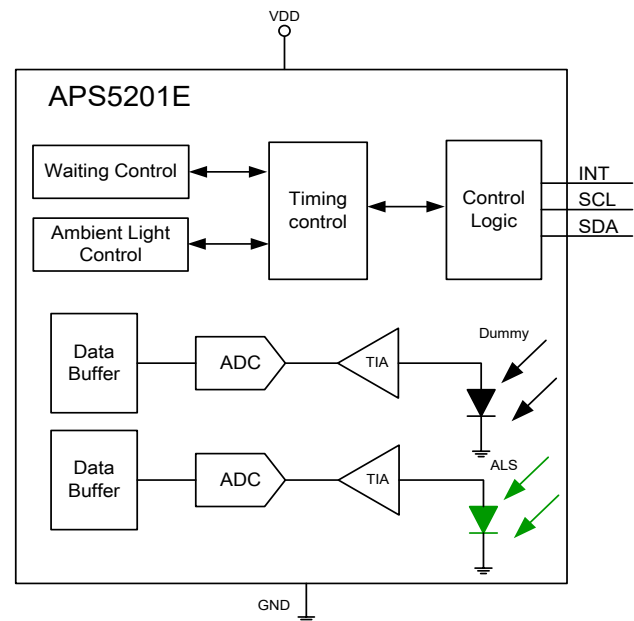 VDD
APS5201E
Waiting Control
Ambient Light
Control
Timing
control
Control
Logic
INT
SCL
SDA
Data
Buffer
ADC
TIA
Dummy
Data
Buffer
ADC
TIA
ALS
GND